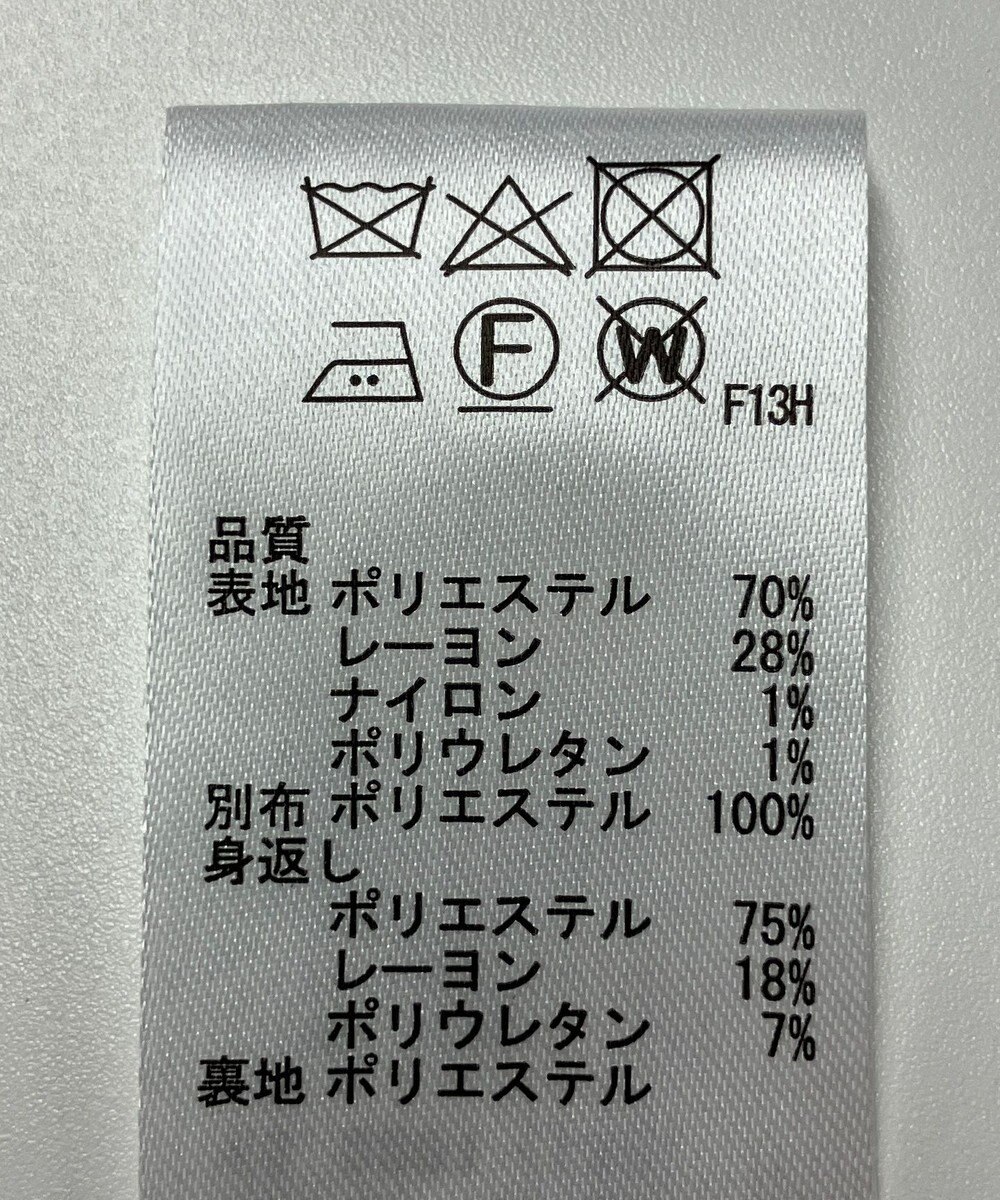 F W F13H
品質
表地 ポリエステル 70%
レーヨン 28%
ナイロン 1%
ポリウレタン 1%
別布 ポリエステル 100%
身返し
ポリエステル 75%
レーヨン 18%
ポリウレタン 7%
裏地 ポリエステル